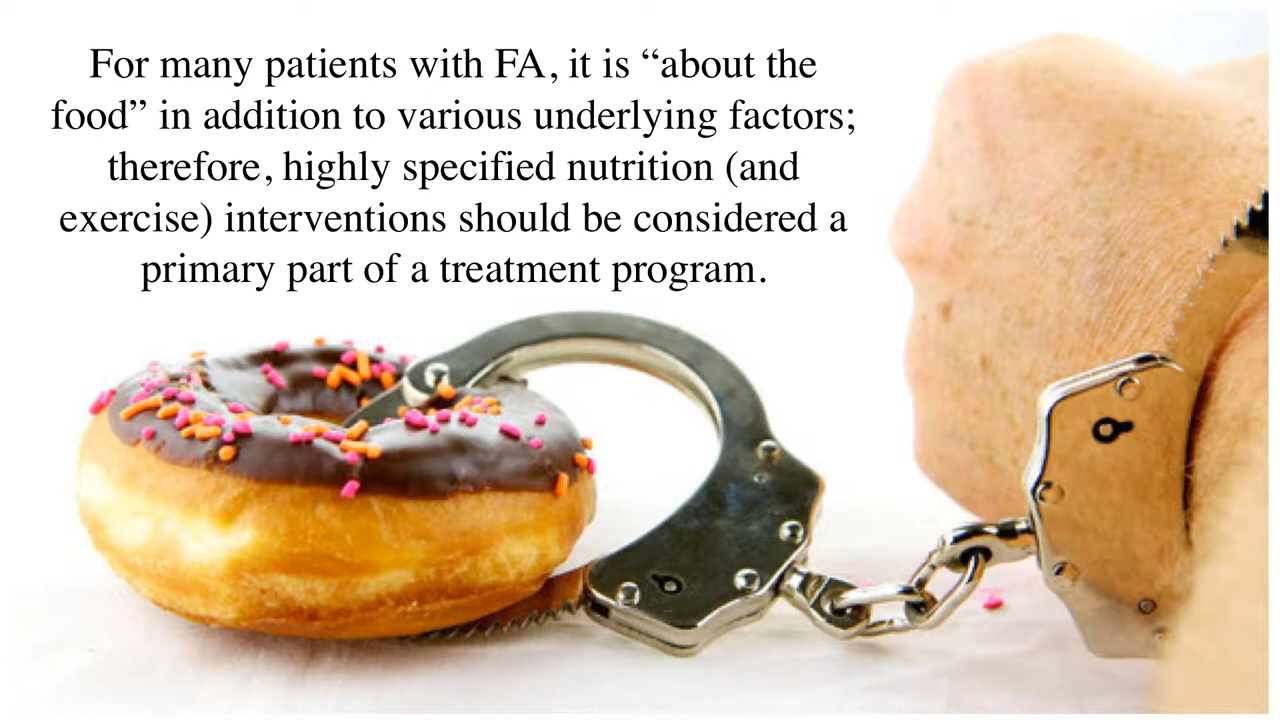 For many patients with FA, it is “about the
food” in addition to various underlying factors;
therefore, highly specified nutrition (and
exercise) interventions should be considered a
primary part of a treatment program.